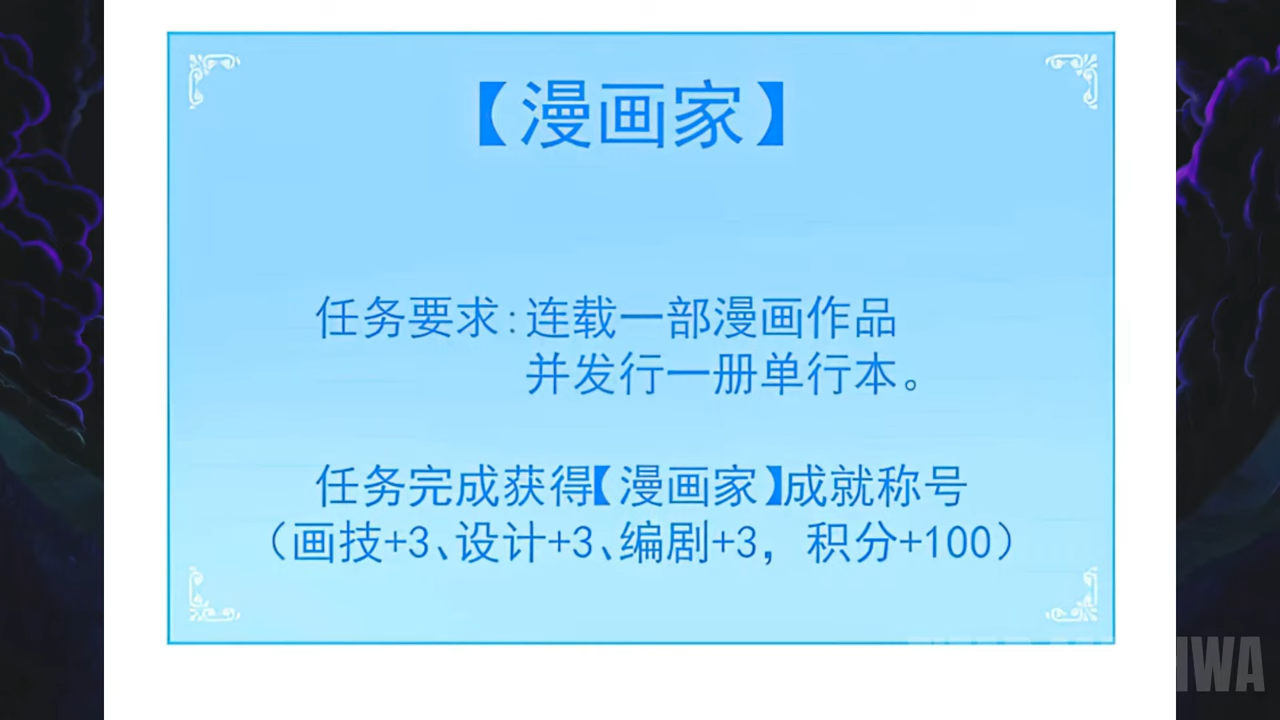 【漫画家】
任务要求:连载一部漫画作品
并发行一册单行本。
任务完成获得【漫画家】成就称号
（画技+3、设计+3、编剧+3，积分+100）